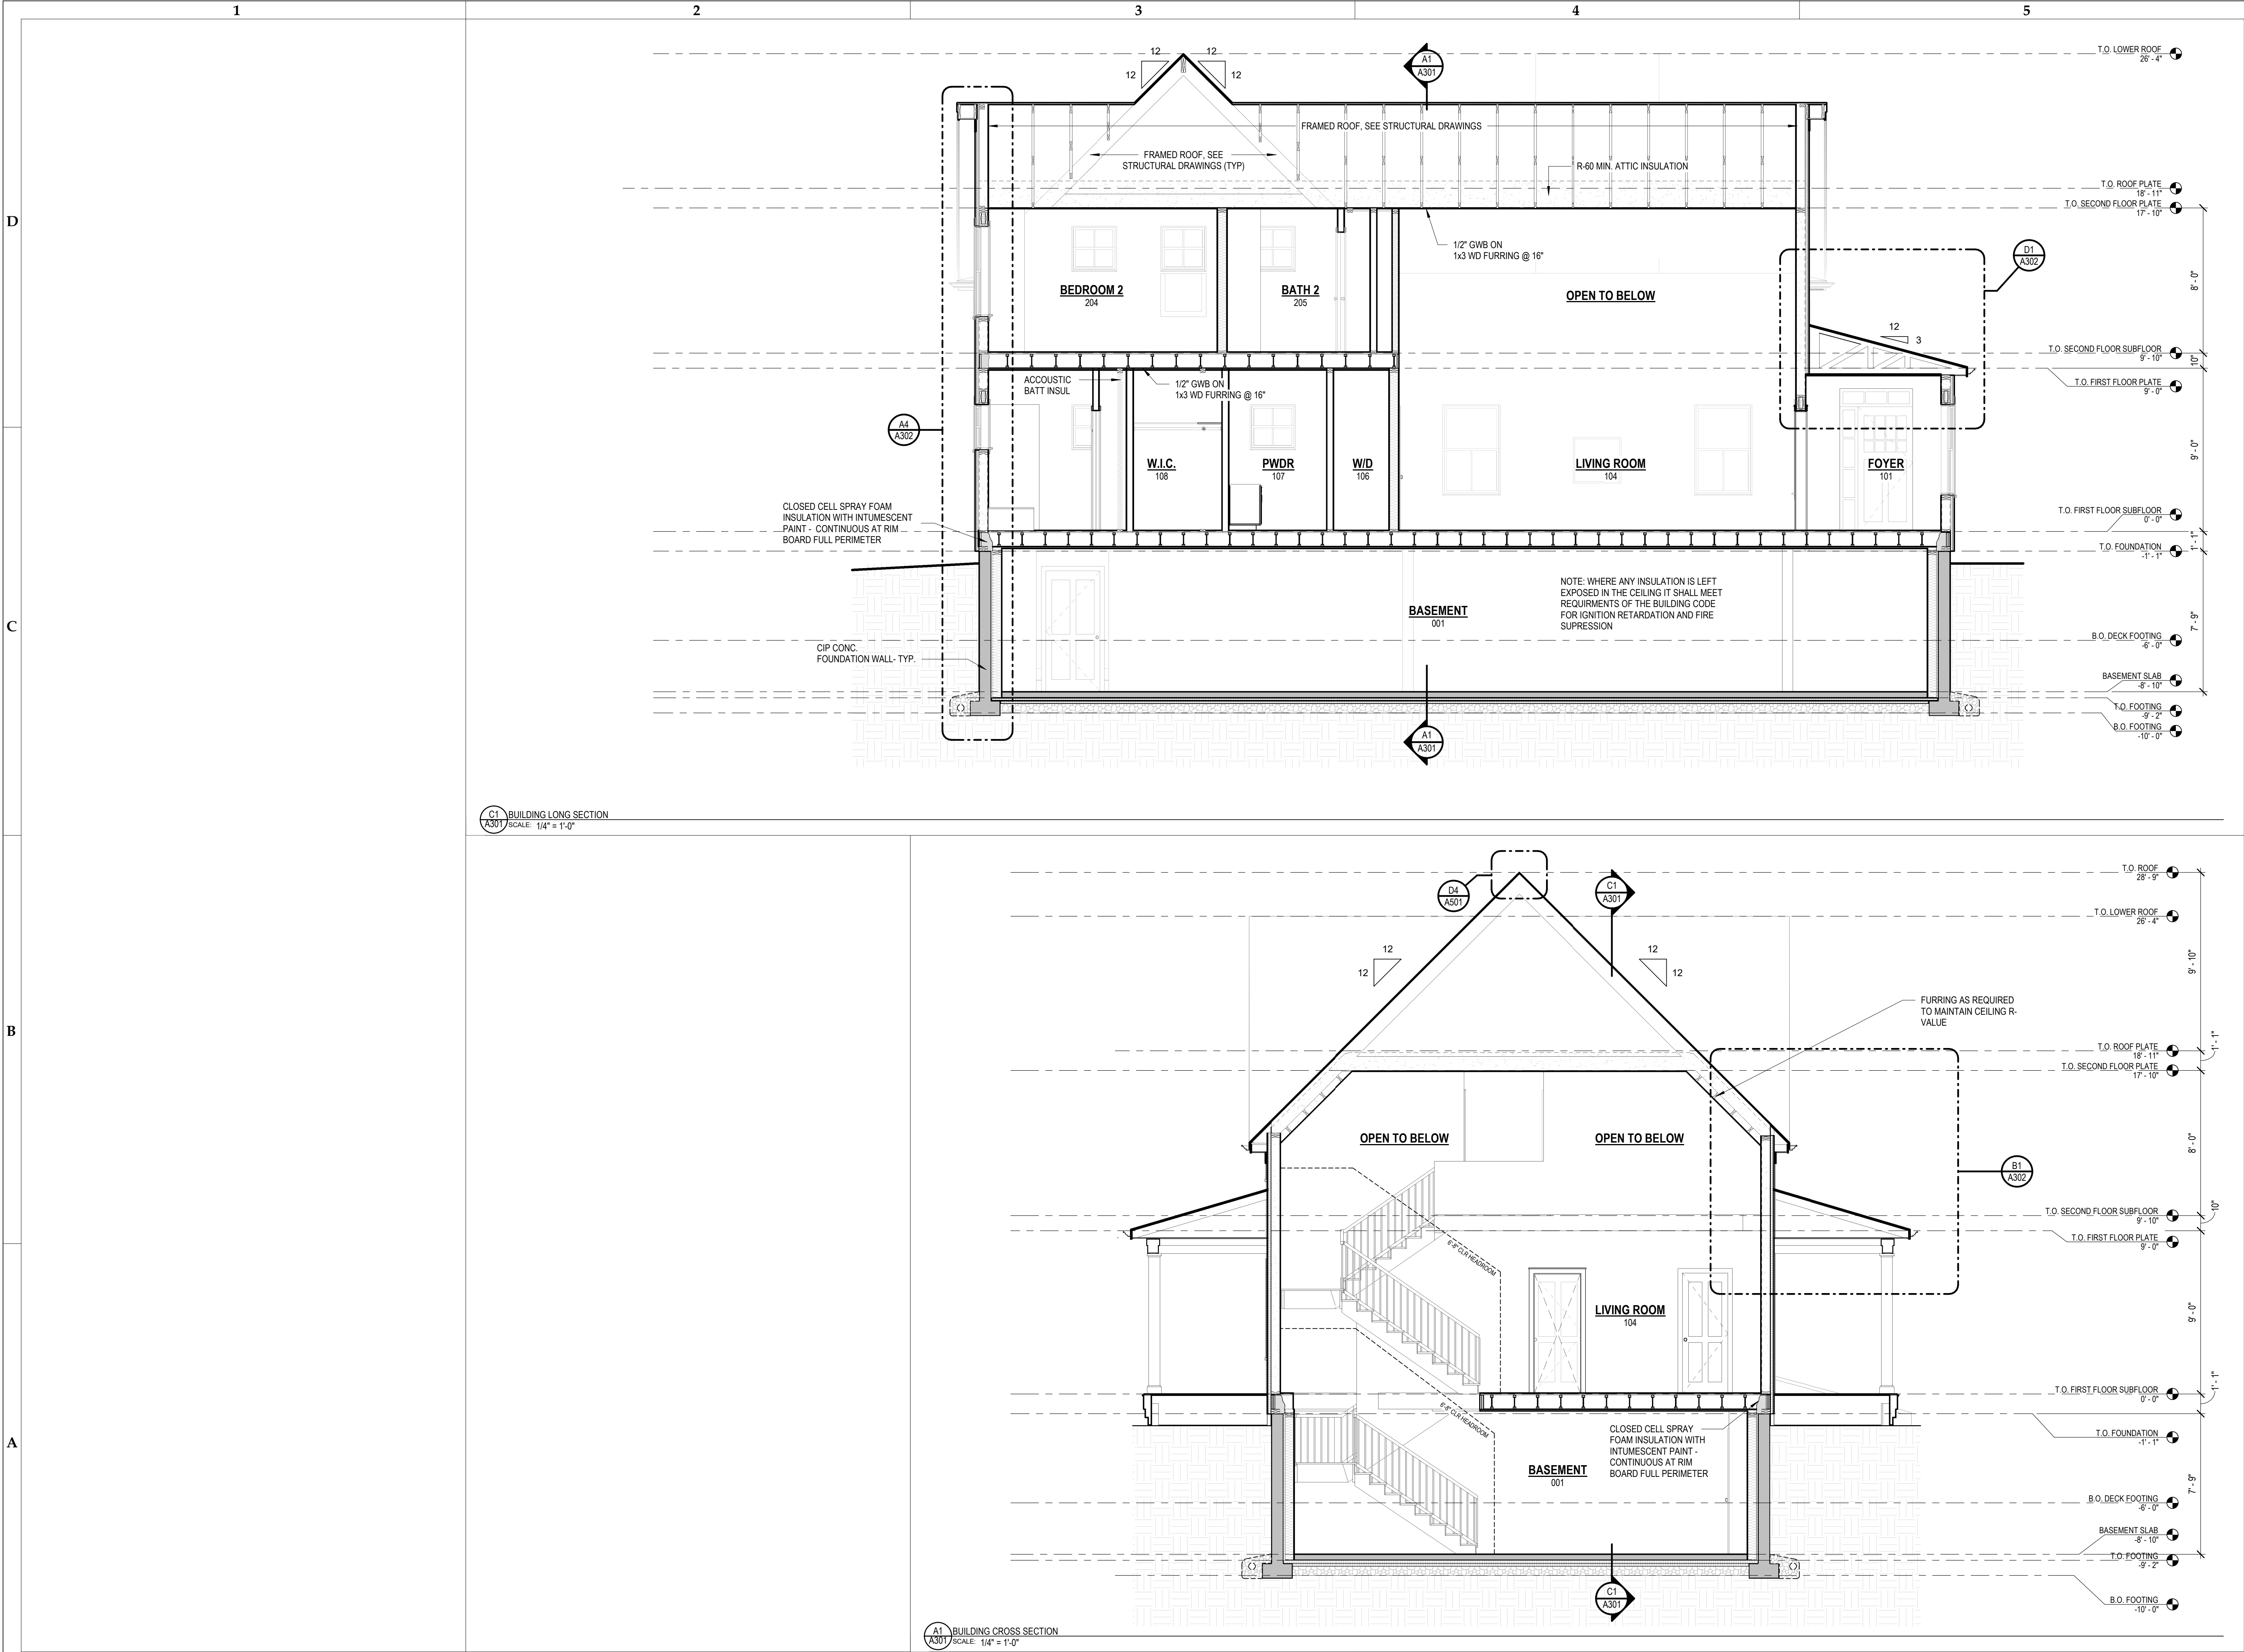 1
2
3
4
5
D
C
B
A
12
12
12
12
A1
A301
T.O. LOWER ROOF
26' - 4"
FRAMED ROOF, SEE STRUCTURAL DRAWINGS
FRAMED ROOF, SEE
STRUCTURAL DRAWINGS (TYP)
R-60 MIN. ATTIC INSULATION
T.O. ROOF PLATE
18' - 11"
T.O. SECOND FLOOR PLATE
17' - 10"
1/2" GWB ON
1x3 WD FURRING @ 16"
D1
A302
BEDROOM 2
204
BATH 2
205
OPEN TO BELOW
8' - 0"
12
3
T.O. SECOND FLOOR SUBFLOOR
9' - 10"
10"
ACCOUSTIC
BATT INSUL
1/2" GWB ON
1x3 WD FURRING @ 16"
T.O. FIRST FLOOR PLATE
9' - 0"
A4
A302
W.I.C.
108
PWDR
107
W/D
106
LIVING ROOM
104
FOYER
101
9' - 0"
CLOSED CELL SPRAY FOAM
INSULATION WITH INTUMESCENT
PAINT - CONTINUOUS AT RIM
BOARD FULL PERIMETER
T.O. FIRST FLOOR SUBFLOOR
0' - 0"
1' - 1"
T.O. FOUNDATION
-1' - 1"
NOTE: WHERE ANY INSULATION IS LEFT
EXPOSED IN THE CEILING IT SHALL MEET
REQUIRMENTS OF THE BUILDING CODE
FOR IGNITION RETARDATION AND FIRE
SUPRESSION
BASEMENT
001
7' - 9"
CIP CONC.
FOUNDATION WALL- TYP.
B.O. DECK FOOTING
-6' - 0"
BASEMENT SLAB
-8' - 10"
T.O. FOOTING
-9' - 2"
B.O. FOOTING
-10' - 0"
A1
A301
C1
A301
BUILDING LONG SECTION
SCALE: 1/4" = 1'-0"
D4
A501
C1
A301
T.O. ROOF
28' - 9"
T.O. LOWER ROOF
26' - 4"
12
12
12
12
9' - 10"
FURRING AS REQUIRED
TO MAINTAIN CEILING R-
VALUE
T.O. ROOF PLATE
18' - 11"
1' - 1"
T.O. SECOND FLOOR PLATE
17' - 10"
OPEN TO BELOW
OPEN TO BELOW
8' - 0"
B1
A302
T.O. SECOND FLOOR SUBFLOOR
9' - 10"
10"
T.O. FIRST FLOOR PLATE
9' - 0"
6'-8" CLR HEADROOM
LIVING ROOM
104
9' - 0"
T.O. FIRST FLOOR SUBFLOOR
0' - 0"
1' - 1"
6'-8" CLR HEADROOM
CLOSED CELL SPRAY
FOAM INSULATION WITH
INTUMESCENT PAINT -
CONTINUOUS AT RIM
BOARD FULL PERIMETER
T.O. FOUNDATION
-1' - 1"
BASEMENT
001
7' - 9"
B.O. DECK FOOTING
-6' - 0"
BASEMENT SLAB
-8' - 10"
T.O. FOOTING
-9' - 2"
B.O. FOOTING
-10' - 0"
C1
A301
A1
A301
BUILDING CROSS SECTION
SCALE: 1/4" = 1'-0"